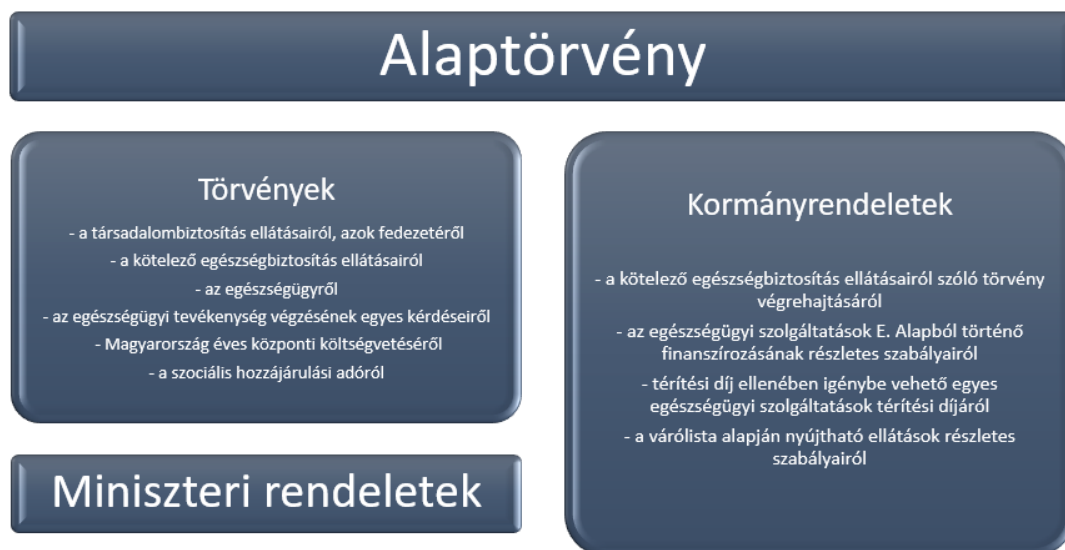 Alaptörvény
Törvények
- a társadalombiztosítás ellátásairól, azok fedezetéről
- a kötelező egészségbiztosítás ellátásairól
- az egészségügyről
- az egészségügyi tevékenység végzésének egyes kérdéseiről
- Magyarország éves központi költségvetéséről
- a szociális hozzájárulási adóról
Miniszteri rendeletek
Kormányrendeletek
- a kötelező egészségbiztosítás ellátásairól szóló törvény
végrehajtásáról
- az egészségügyi szolgáltatások E. Alapból történő
finanszírozásának részletes szabályairól
- térítési díj ellenében igénybe vehető egyes
egészségügyi szolgáltatások térítési díjáról
- a várólista alapján nyújtható ellátások részletes
szabályairól